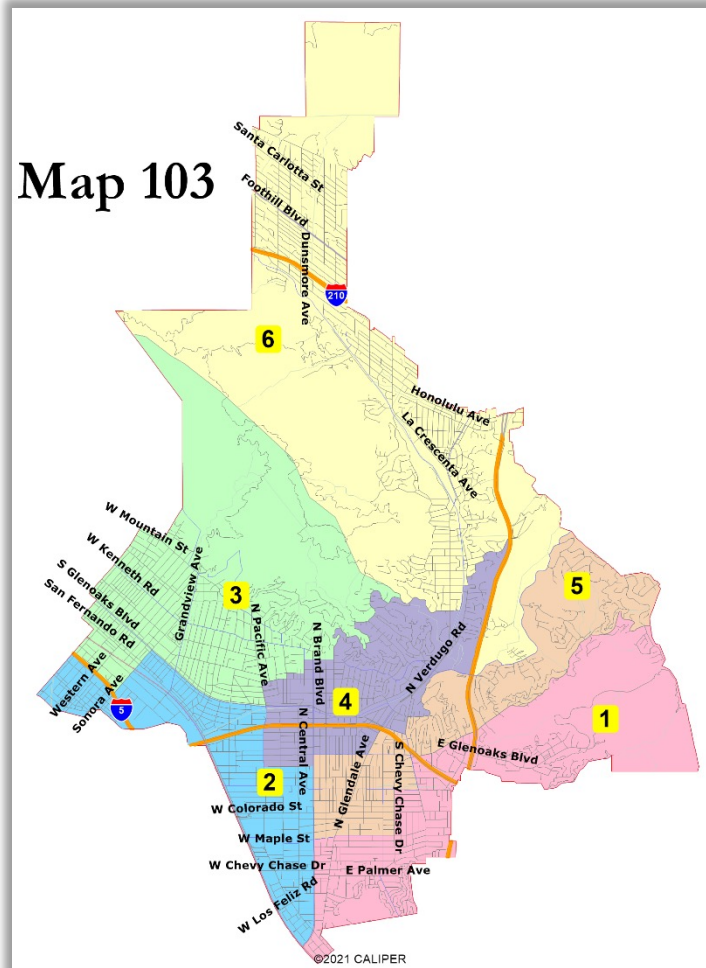 Map 103
Santa Carlotta St
Foothill Blvd
Dunsmore Ave
210
6
Honolulu Ave
La Crescenta Ave
W Mountain St
W Kenneth Rd
S Glenoaks Blvd
San Fernando Rd
Grandview Ave
3
N Pacific Ave
N Brand Blvd
5
N Verdugo Rd
Western Ave
Sonora Ave
5
4
1
N Central Ave
E Glenoaks Blvd
2
N Glendale Ave
S Chevy Chase Dr
W Colorado St
W Maple St
W Chevy Chase Dr
E Palmer Ave
W Los Feliz Rd
©2021 CALIPER